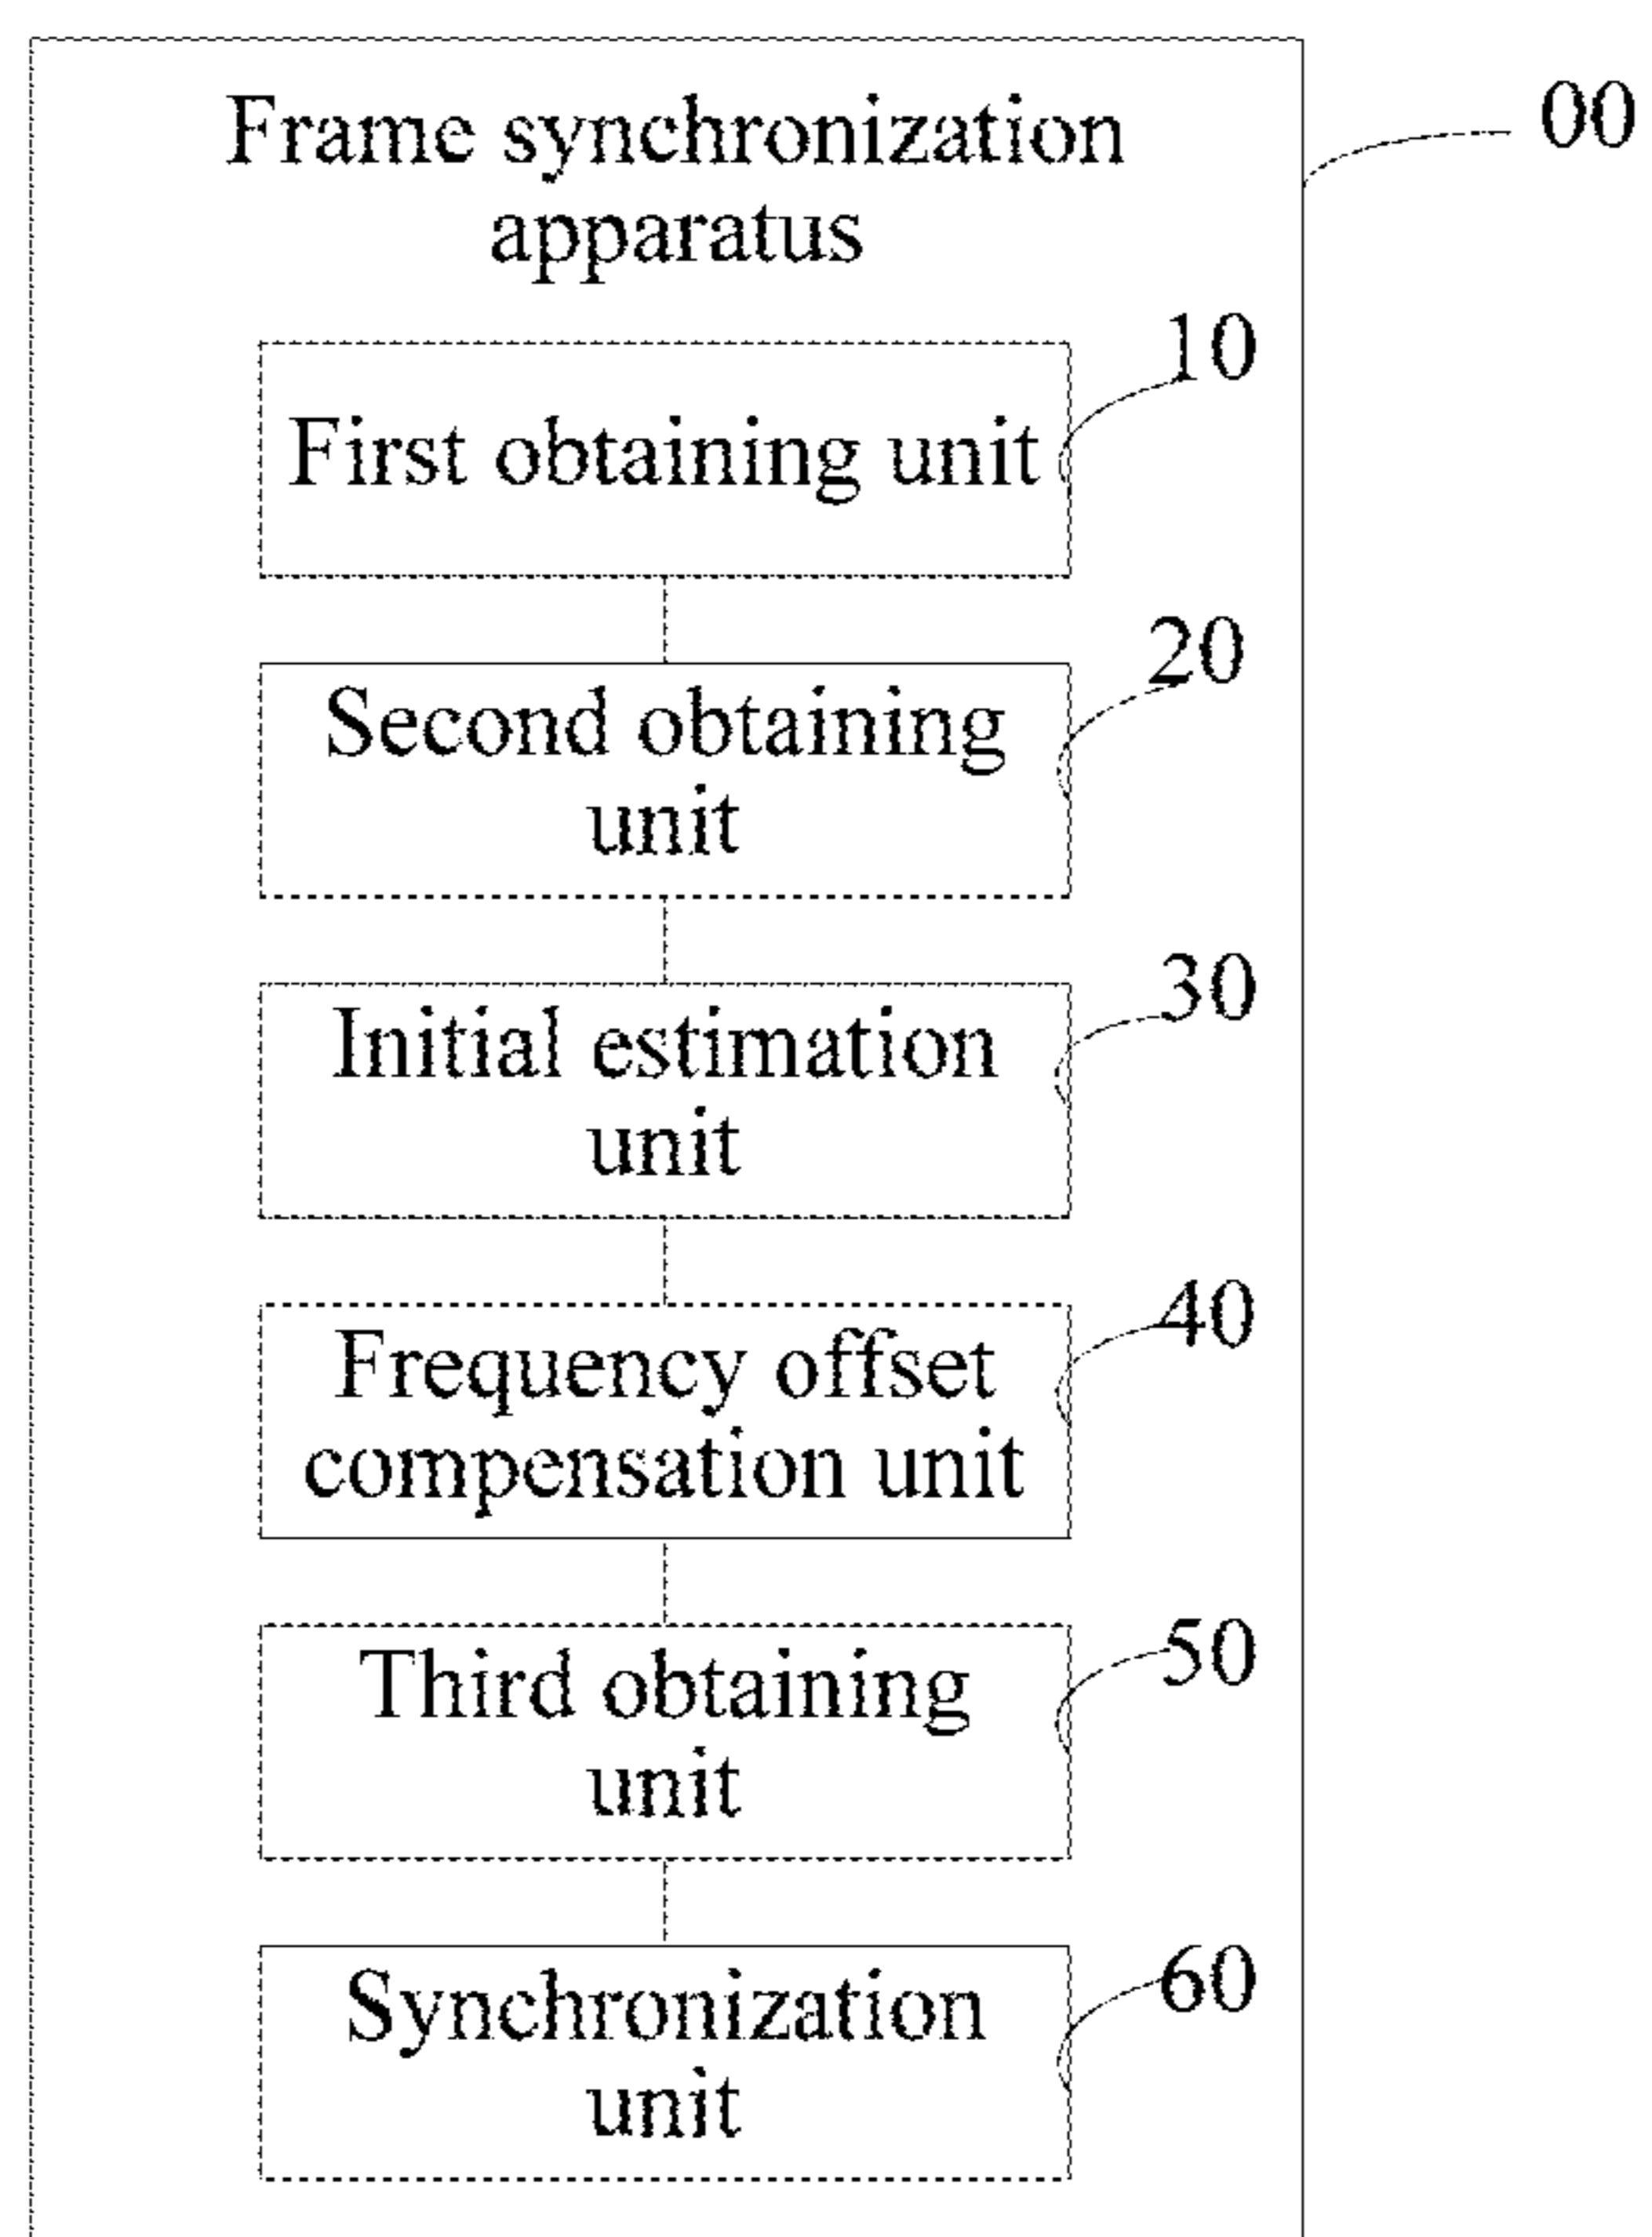 Frame synchronization
apparatus
00
10
First obtaining unit
20
Second obtaining
unit
30
Initial estimation
unit
40
Frequency offset
compensation unit
50
Third obtaining
unit
60
Synchronization
unit